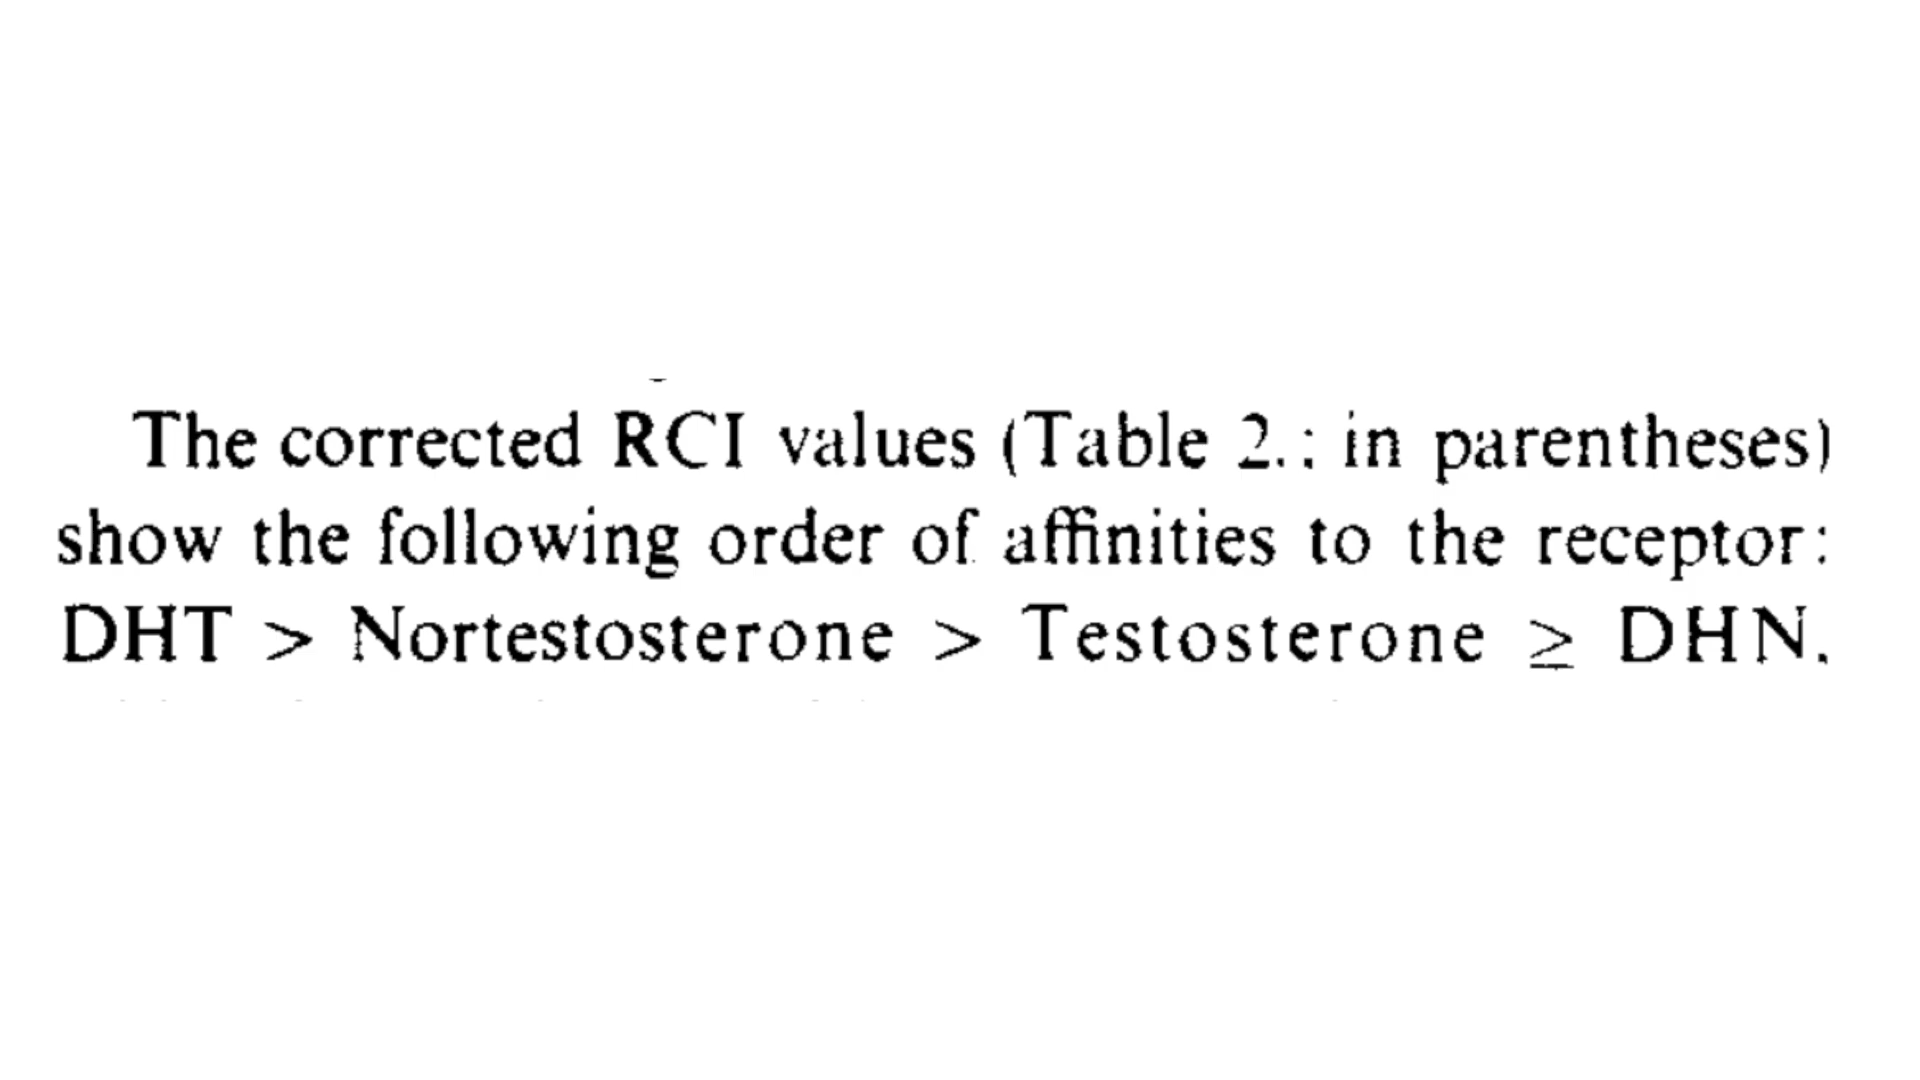 The corrected RCI values (Table 2.; in parentheses)
show the following order of affinities to the receptor:
DHT > Nortestosterone > Testosterone ≥ DHN.